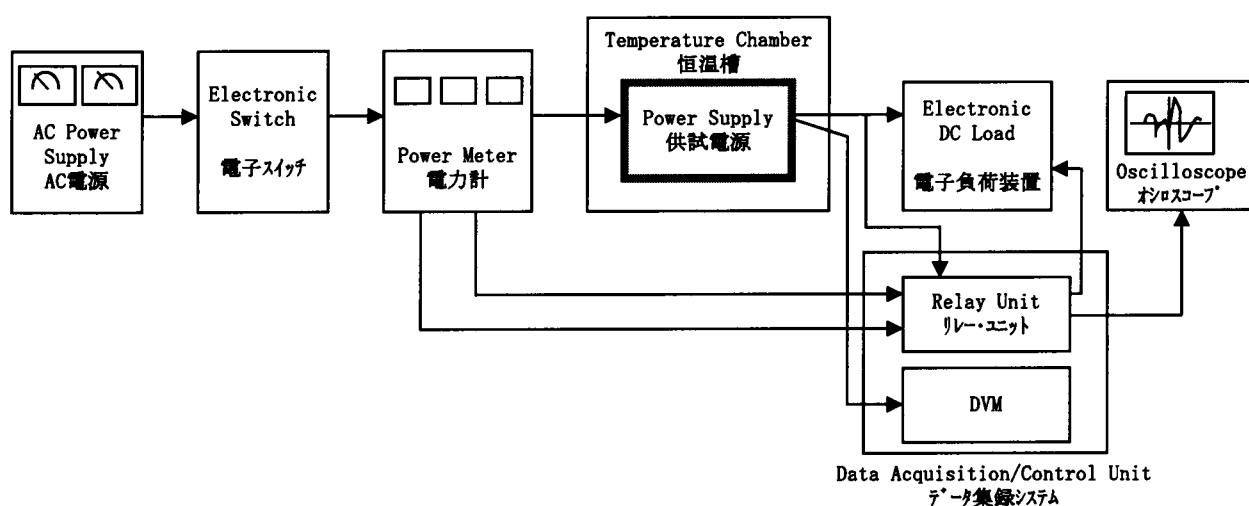 AC Power
Supply
AC電源
Electronic
Switch
電子スイッチ
Power Meter
電力計
Temperature Chamber
恒温槽
Power Supply
供試電源
Electronic
DC Load
電子負荷装置
Oscilloscope
ｵｼﾛｽｺｰﾌﾟ
Relay Unit
ﾘﾚｰ・ﾕﾆｯﾄ
DVM
Data Acquisition/Control Unit
ﾃﾞｰﾀ集録ｼｽﾃﾑ